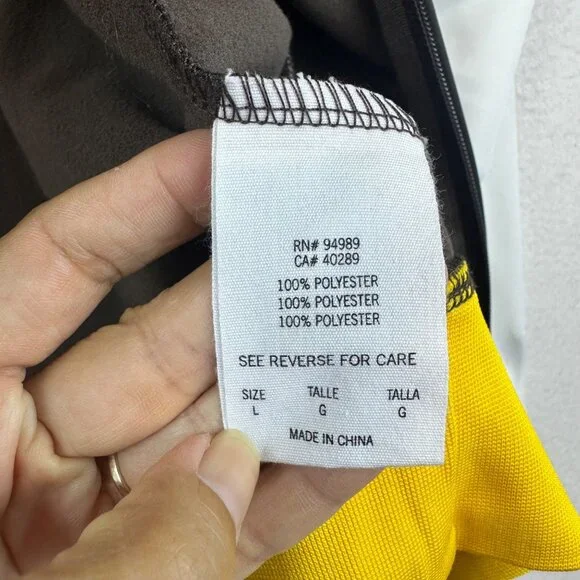 RN# 94989
CA# 40289
100% POLYESTER
100% POLYESTER
100% POLYESTER
SEE REVERSE FOR CARE
SIZE TALLE TALLA
L G G
MADE IN CHINA